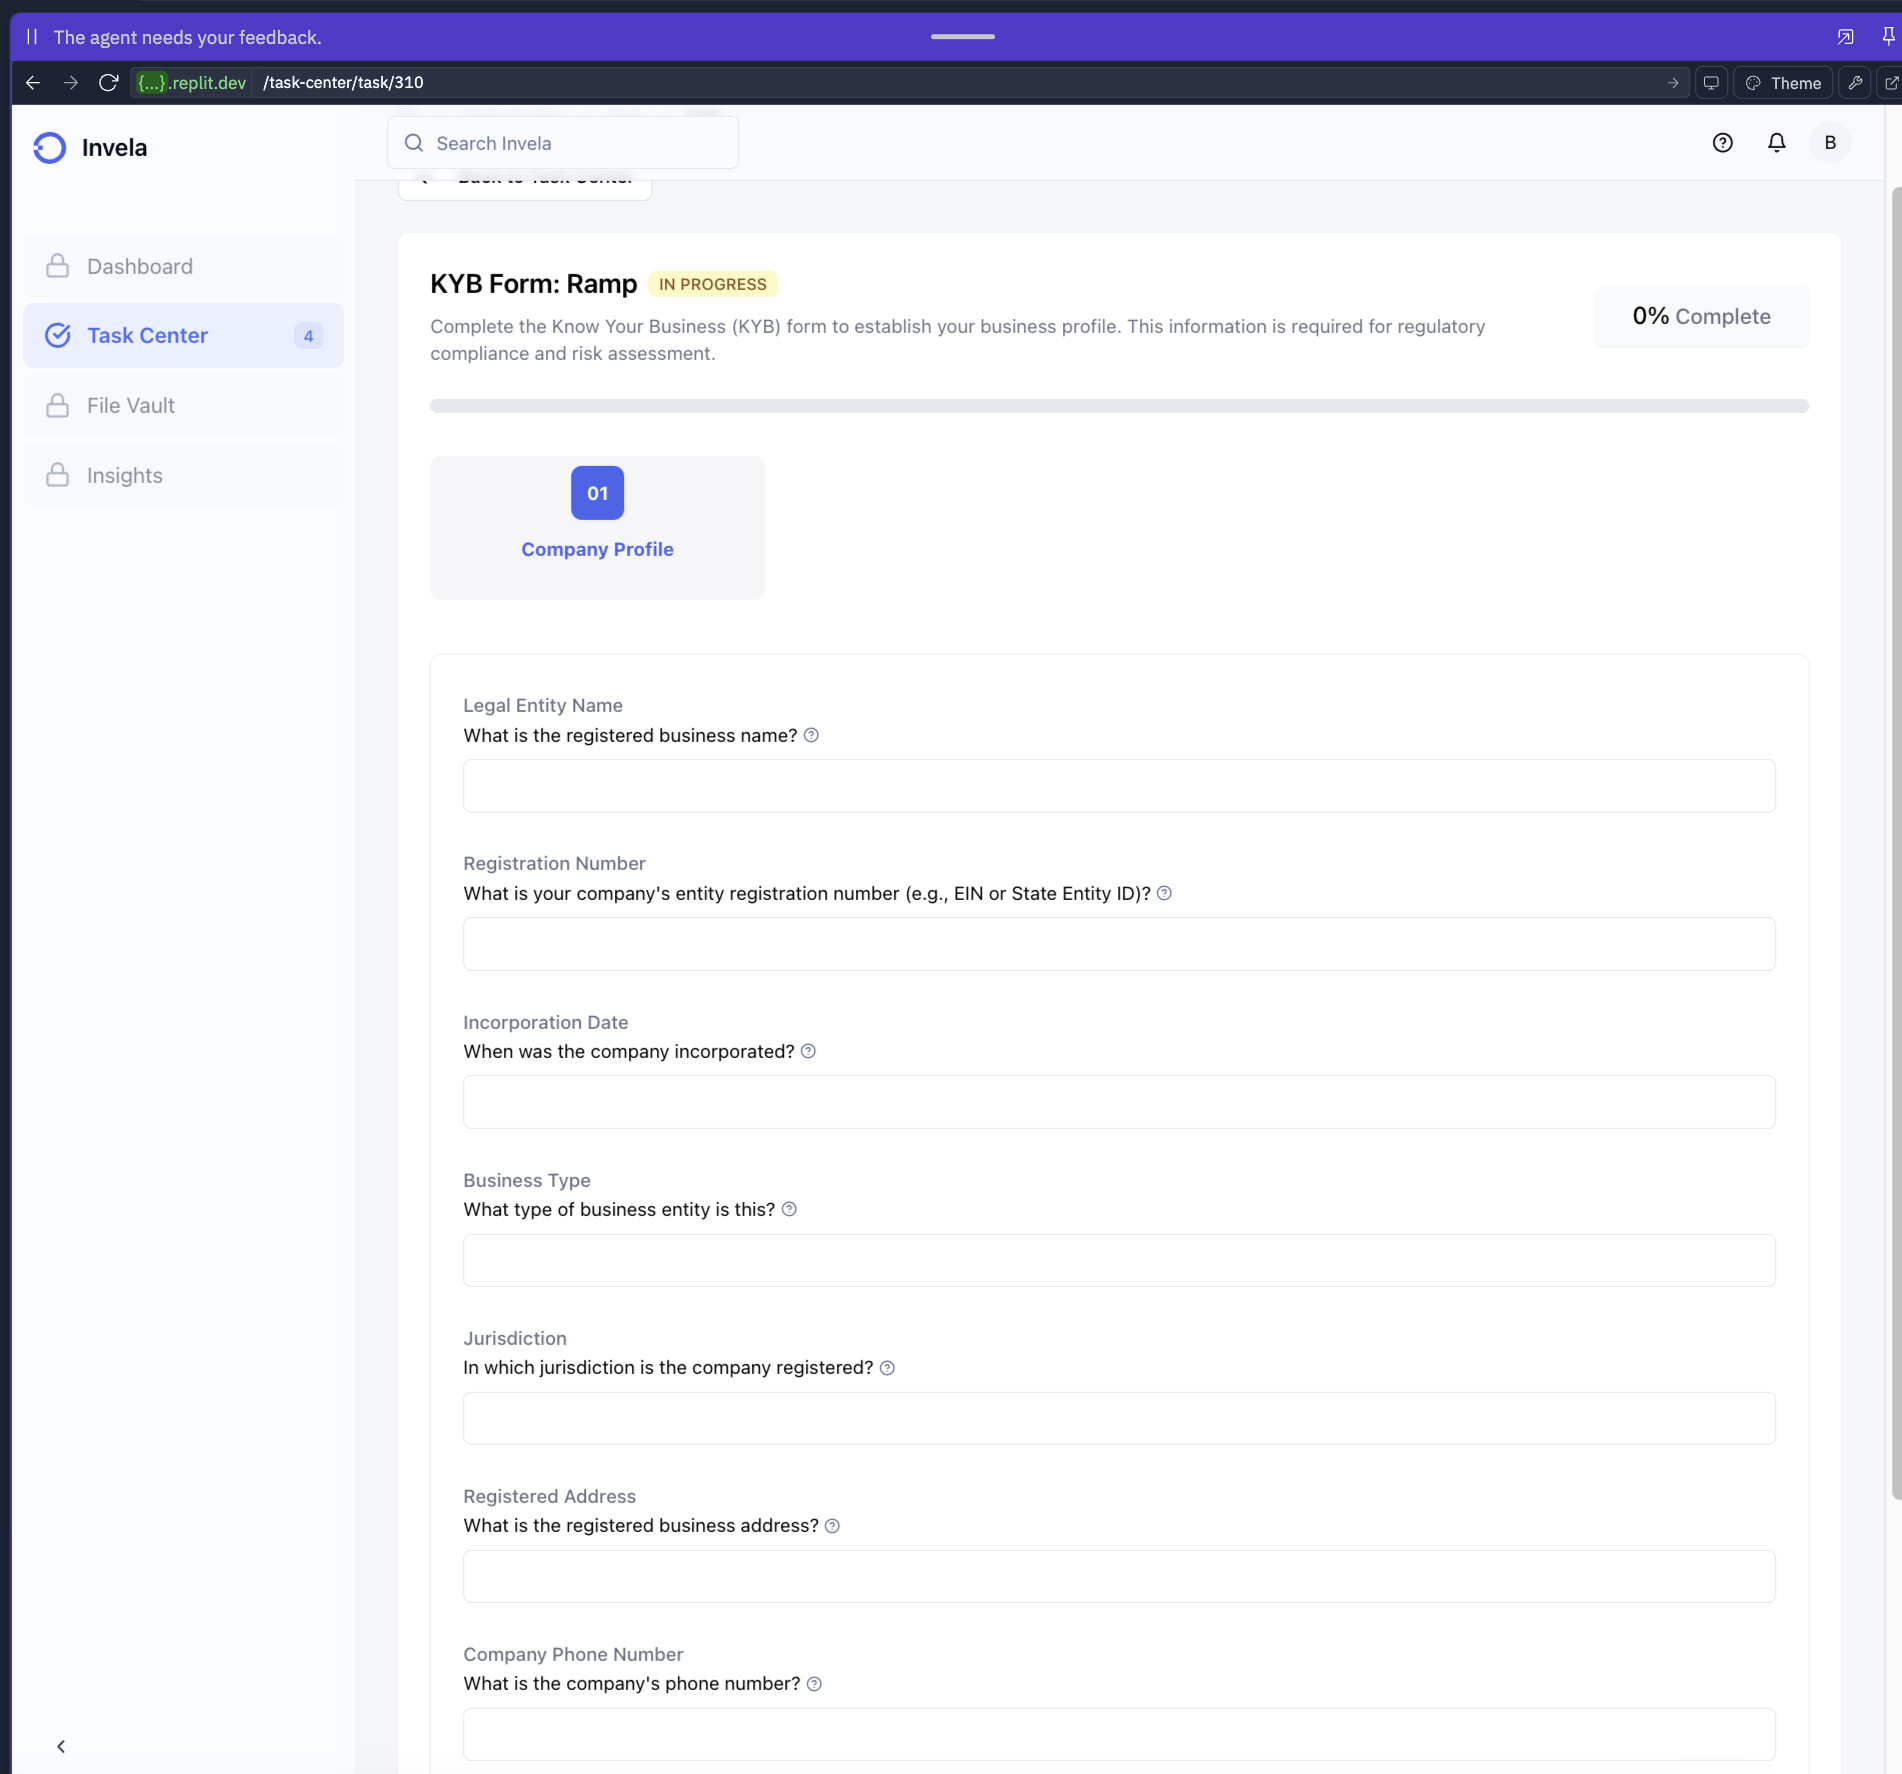 The agent needs your feedback.
{...}.replit.dev /task-center/task/310
Theme
Invela
Search Invela
B
Back to Task Center
Dashboard
Task Center 4
File Vault
Insights
KYB Form: Ramp IN PROGRESS
Complete the Know Your Business (KYB) form to establish your business profile. This information is required for regulatory
compliance and risk assessment.
0% Complete
01
Company Profile
Legal Entity Name
What is the registered business name?
Registration Number
What is your company's entity registration number (e.g., EIN or State Entity ID)?
Incorporation Date
When was the company incorporated?
Business Type
What type of business entity is this?
Jurisdiction
In which jurisdiction is the company registered?
Registered Address
What is the registered business address?
Company Phone Number
What is the company's phone number?